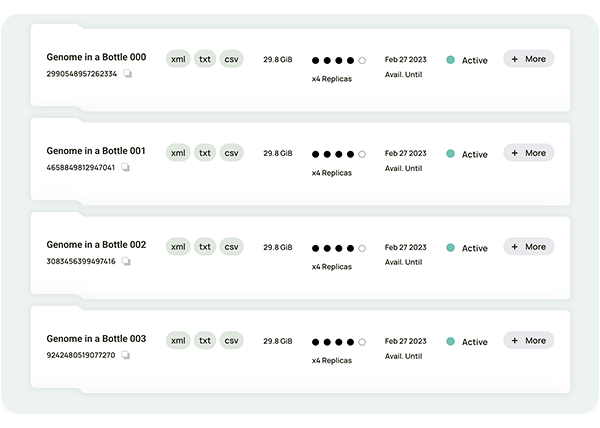 Genome in a Bottle 000
2990548957262334
xml txt csv
29.8 GiB
x4 Replicas
Feb 27 2023
Avail. Until
Active
+ More
Genome in a Bottle 001
4658849812947041
xml txt csv
29.8 GiB
x4 Replicas
Feb 27 2023
Avail. Until
Active
+ More
Genome in a Bottle 002
3083456399497416
xml txt csv
29.8 GiB
x4 Replicas
Feb 27 2023
Avail. Until
Active
+ More
Genome in a Bottle 003
9242480519077270
xml txt csv
29.8 GiB
x4 Replicas
Feb 27 2023
Avail. Until
Active
+ More